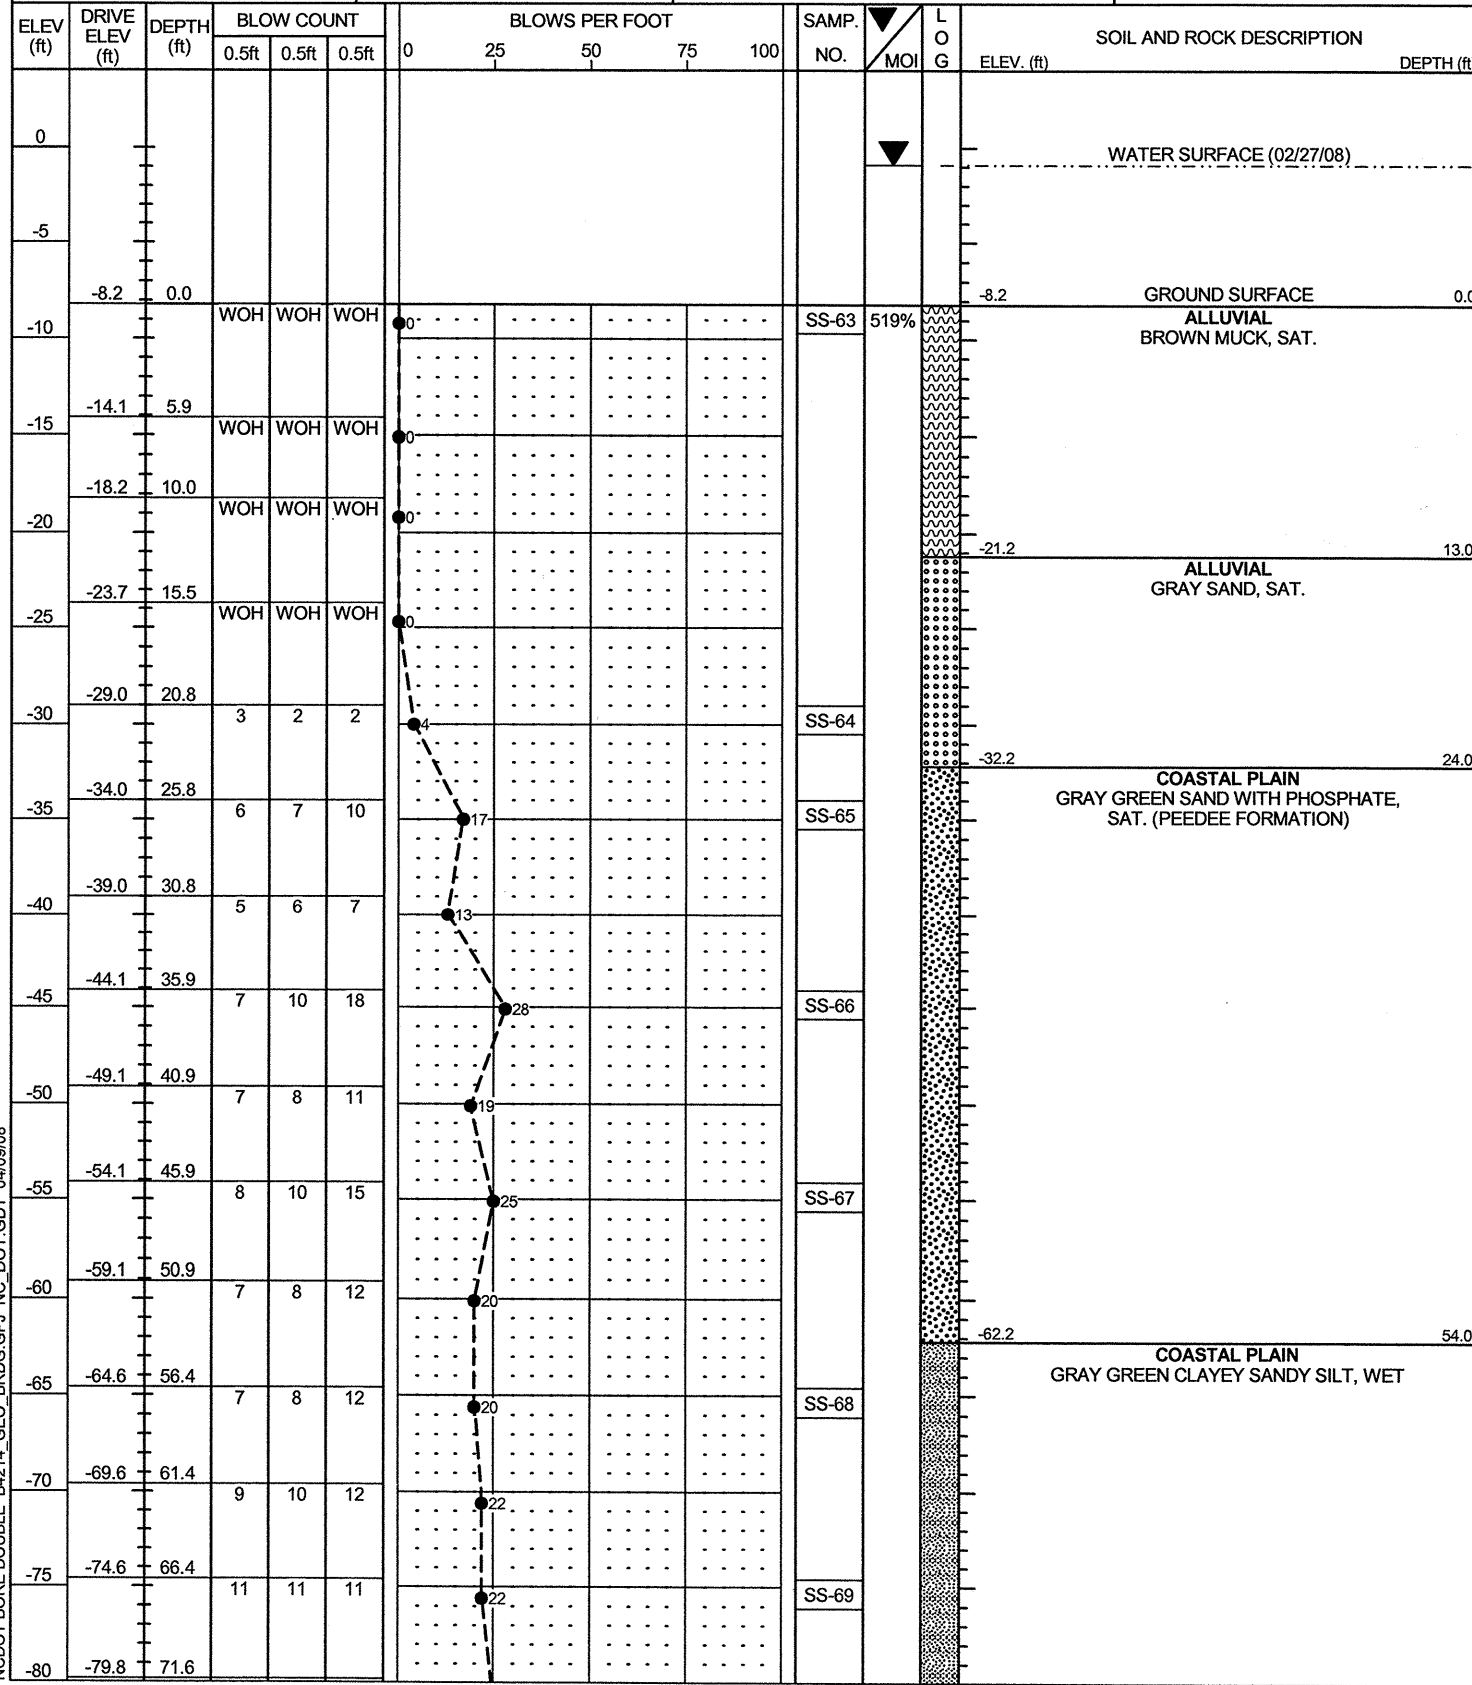 ELEV (ft) DRIVE ELEV (ft) DEPTH (ft) BLOW COUNT BLOWS PER FOOT SAMP. NO. MOI LOG SOIL AND ROCK DESCRIPTION
0.5ft 0.5ft 0.5ft 0 25 50 75 100 ELEV. (ft) DEPTH (ft
0
WATER SURFACE (02/27/08)
-5
-8.2 0.0 -8.2 GROUND SURFACE 0.0
WOH WOH WOH 0 SS-63 519% ALLUVIAL
-10 BROWN MUCK, SAT.
-14.1 5.9
-15 WOH WOH WOH 0
-18.2 10.0
WOH WOH WOH 0
-20
-21.2 13.0
ALLUVIAL
-23.7 15.5 GRAY SAND, SAT.
-25 WOH WOH WOH 0
-29.0 20.8
-30 3 2 2 4 SS-64
-32.2 24.0
COASTAL PLAIN
-34.0 25.8 GRAY GREEN SAND WITH PHOSPHATE,
-35 6 7 10 17 SS-65 SAT. (PEEDEE FORMATION)
-39.0 30.8
-40 5 6 7 13
-44.1 35.9
-45 7 10 18 28 SS-66
-49.1 40.9
-50 7 8 11 19
-54.1 45.9
-55 8 10 15 25 SS-67
-59.1 50.9
-60 7 8 12 20
-62.2 54.0
COASTAL PLAIN
-64.6 56.4 GRAY GREEN CLAYEY SANDY SILT, WET
-65 7 8 12 20 SS-68
-69.6 61.4
-70 9 10 12 22
-74.6 66.4
-75 11 11 11 22 SS-69
-79.8 71.6
-80